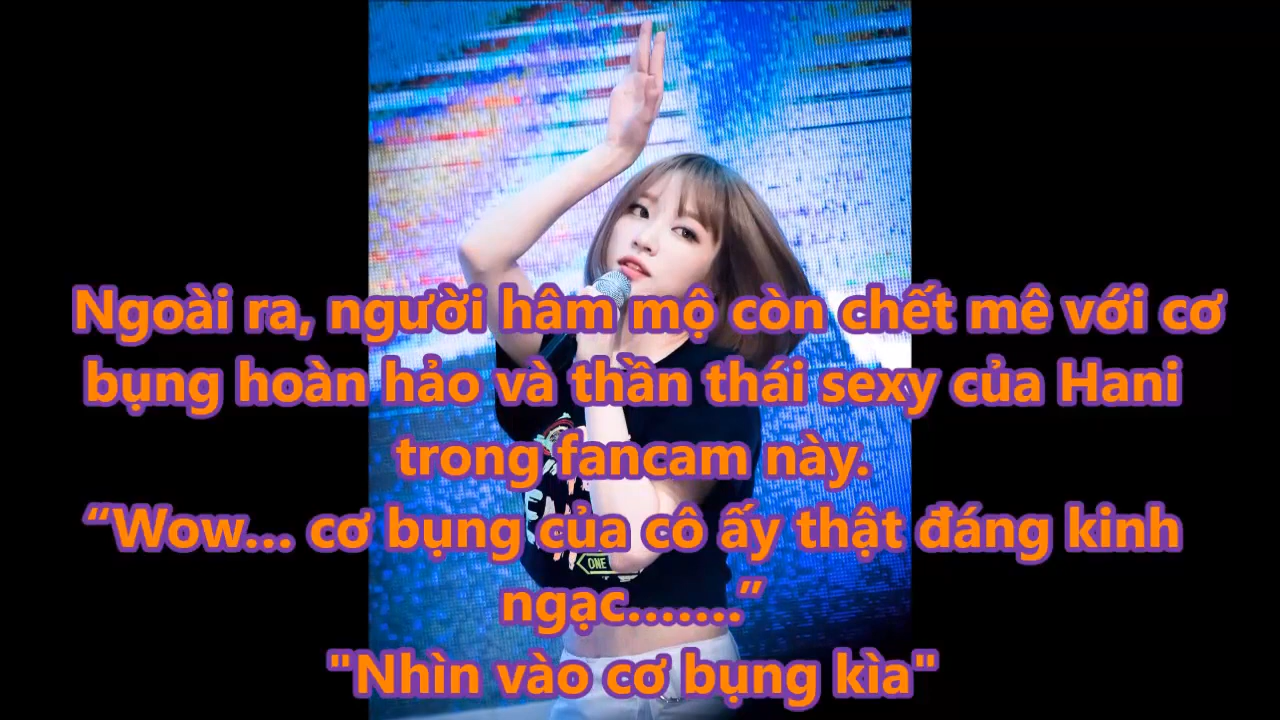 Ngoài ra, người hâm mộ còn chết mê với cơ
bụng hoàn hảo và thần thái sexy của Hani
trong fancam này.
“Wow... cơ bụng của cô ấy thật đáng kinh
ngạc.......”
"Nhìn vào cơ bụng kìa"
ONE